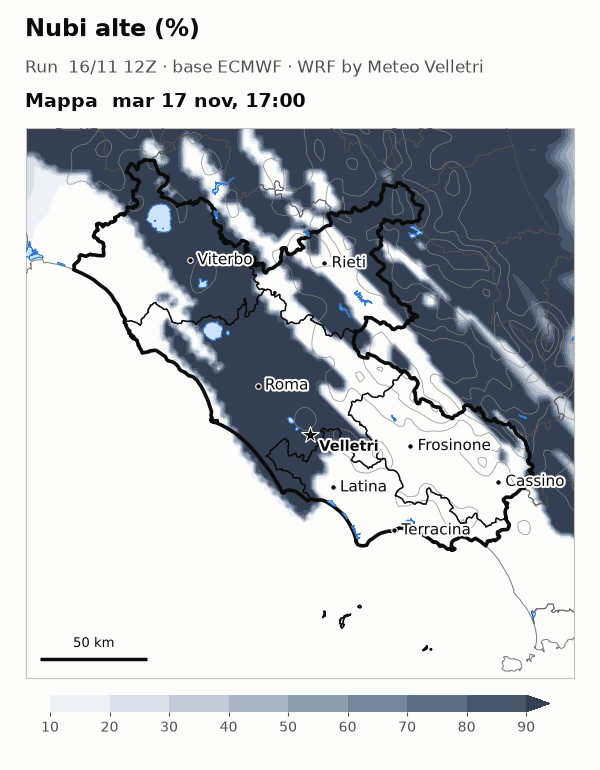 Nubi alte (%)
Run 16/11 12Z · base ECMWF · WRF by Meteo Velletri
Mappa mar 17 nov, 17:00
Viterbo
Rieti
Roma
Velletri
Frosinone
Latina
Cassino
Terracina
50 km
10 20 30 40 50 60 70 80 90